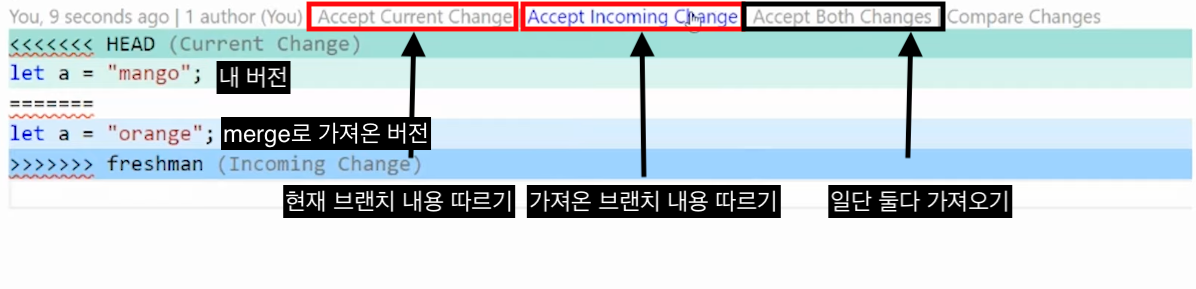 You, 9 seconds ago | 1 author (You) Accept Current Change Accept Incoming Change Accept Both Changes | Compare Changes
<<<<<<< HEAD (Current Change)
let a = "mango"; 내 버전
=======
let a = "orange"; merge로 가져온 버전
>>>>>>> freshman (Incoming Change)
현재 브랜치 내용 따르기 가져온 브랜치 내용 따르기 일단 둘다 가져오기